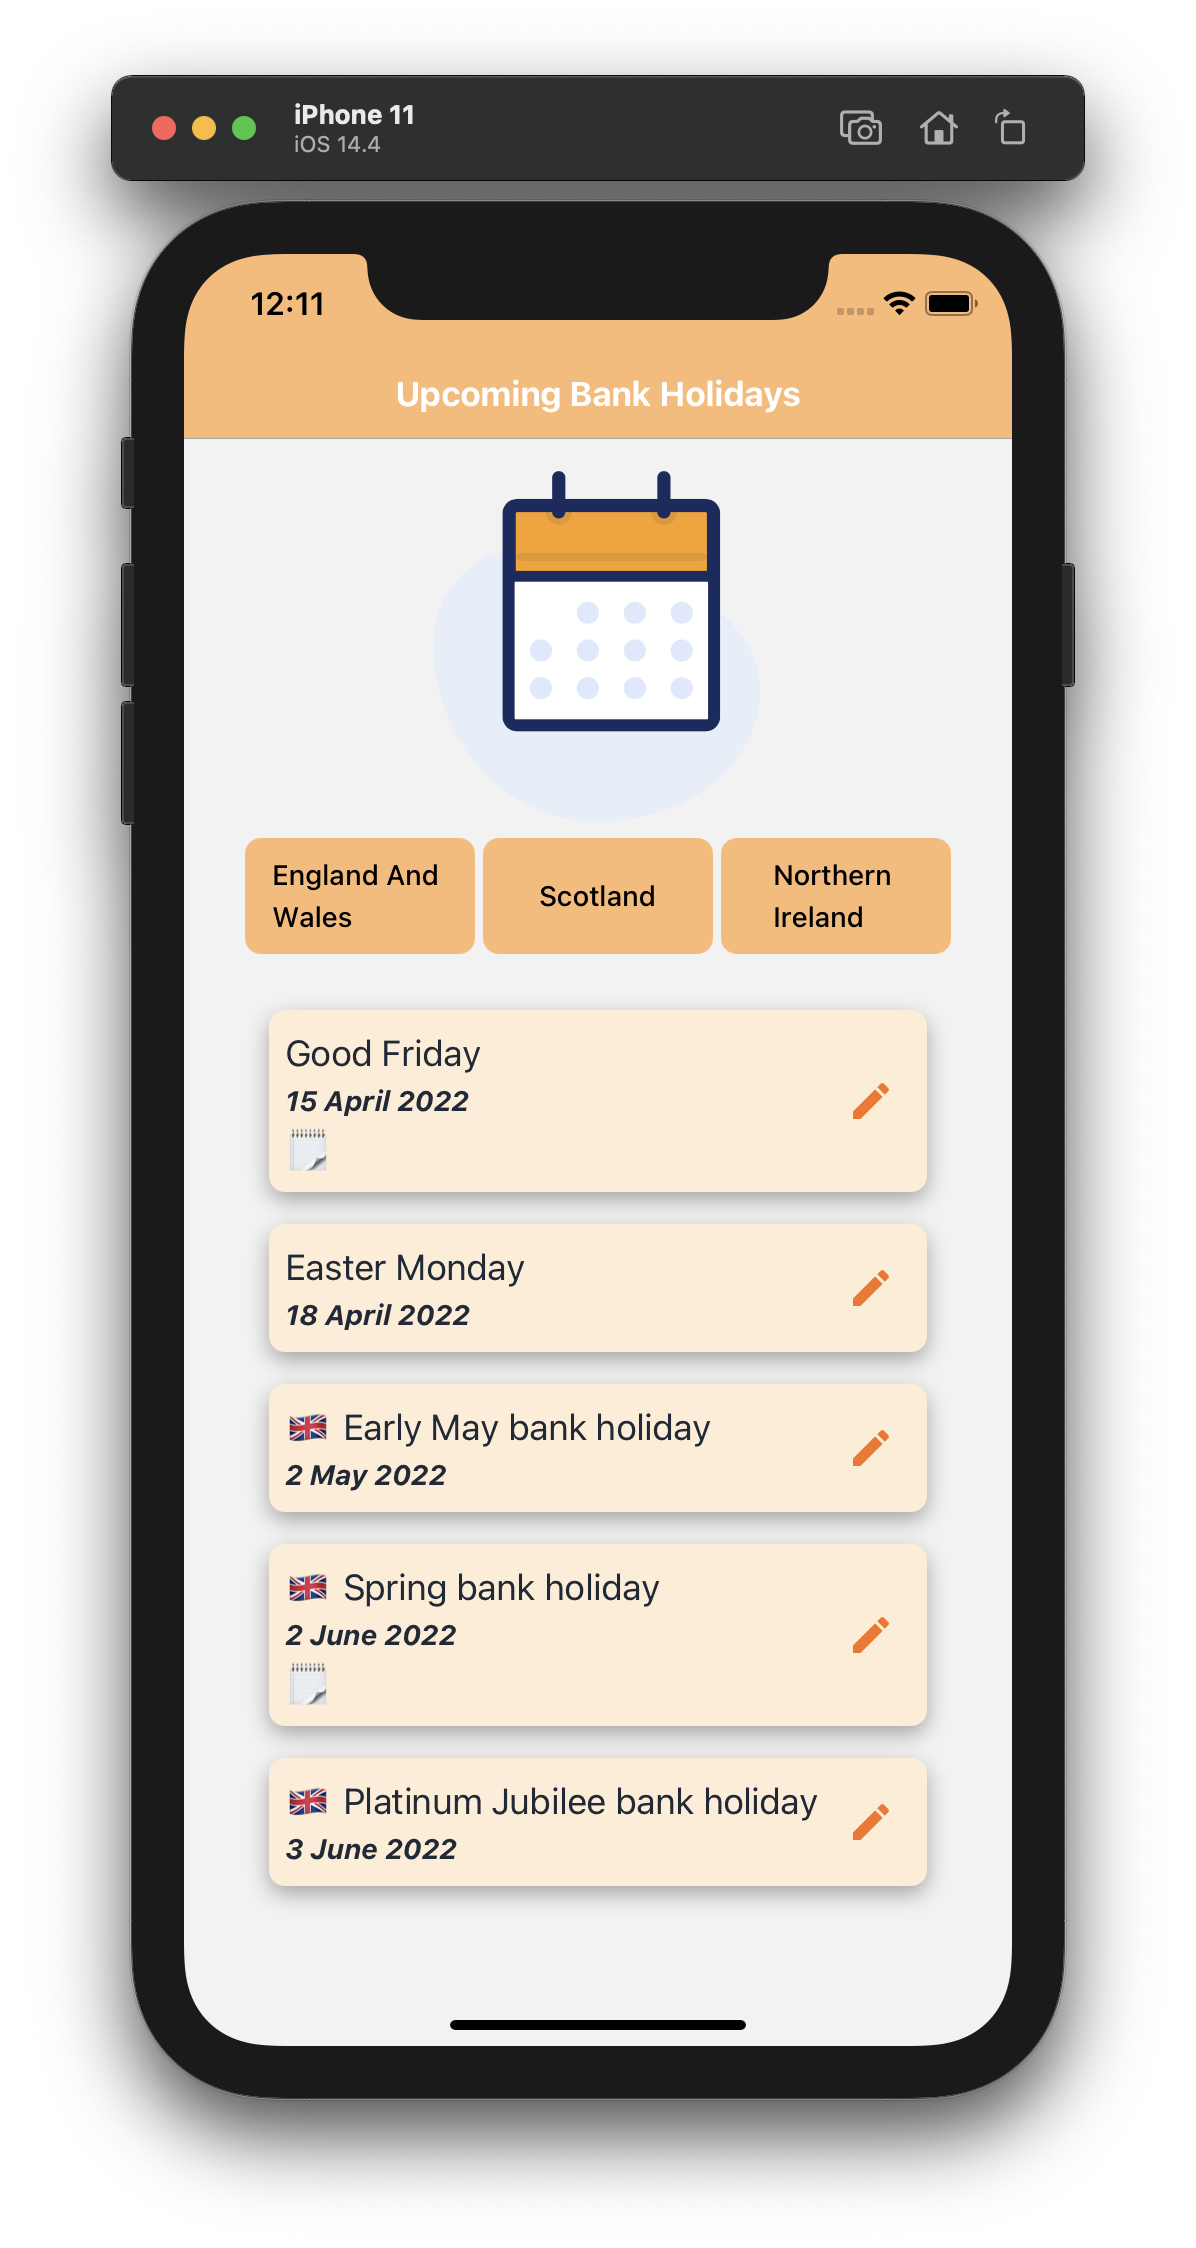 iPhone 11
iOS 14.4
12:11
Upcoming Bank Holidays
England And
Wales
Scotland
Northern
Ireland
Good Friday
15 April 2022
Easter Monday
18 April 2022
Early May bank holiday
2 May 2022
Spring bank holiday
2 June 2022
Platinum Jubilee bank holiday
3 June 2022